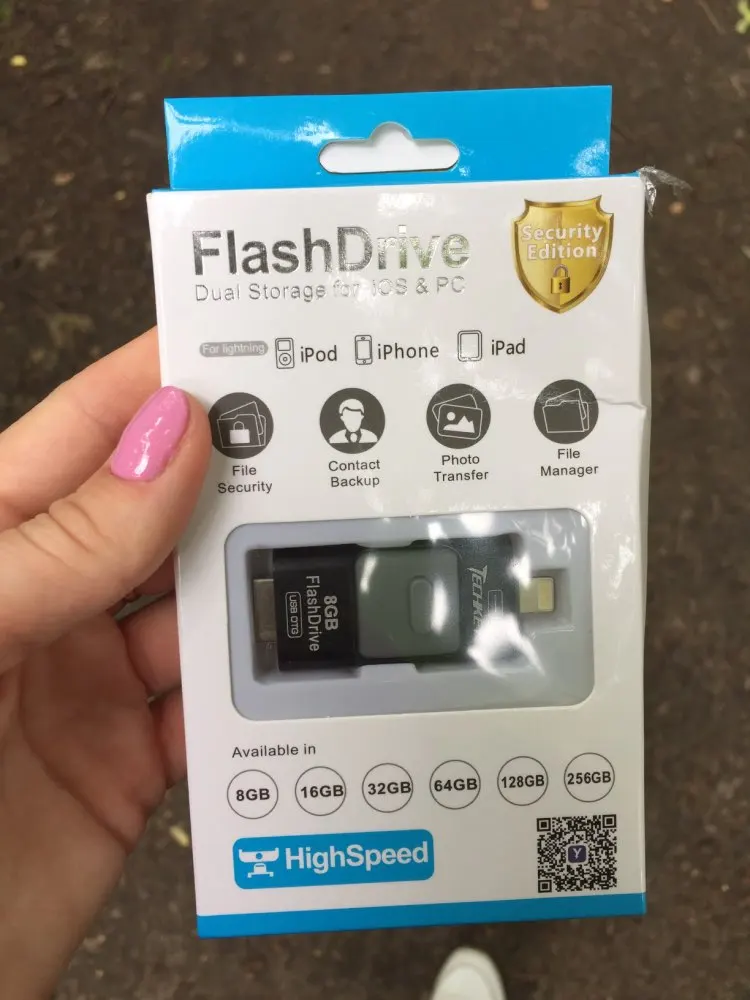 FlashDrive
Dual Storage for iOS & PC
Security
Edition
For lightning
iPod
iPhone
iPad
File
Security
Contact
Backup
Photo
Transfer
File
Manager
8GB
FlashDrive
USB OTG
Available in
8GB
16GB
32GB
64GB
128GB
256GB
HighSpeed
Y